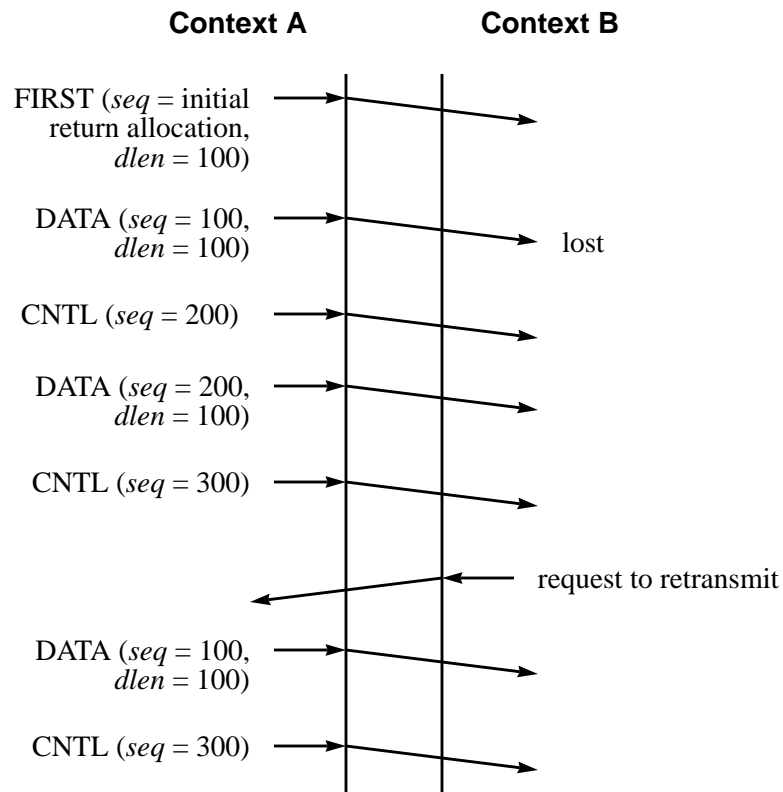 Context A Context B
FIRST (seq = initial
return allocation,
dlen = 100)
DATA (seq = 100,
dlen = 100)
lost
CNTL (seq = 200)
DATA (seq = 200,
dlen = 100)
CNTL (seq = 300)
request to retransmit
DATA (seq = 100,
dlen = 100)
CNTL (seq = 300)